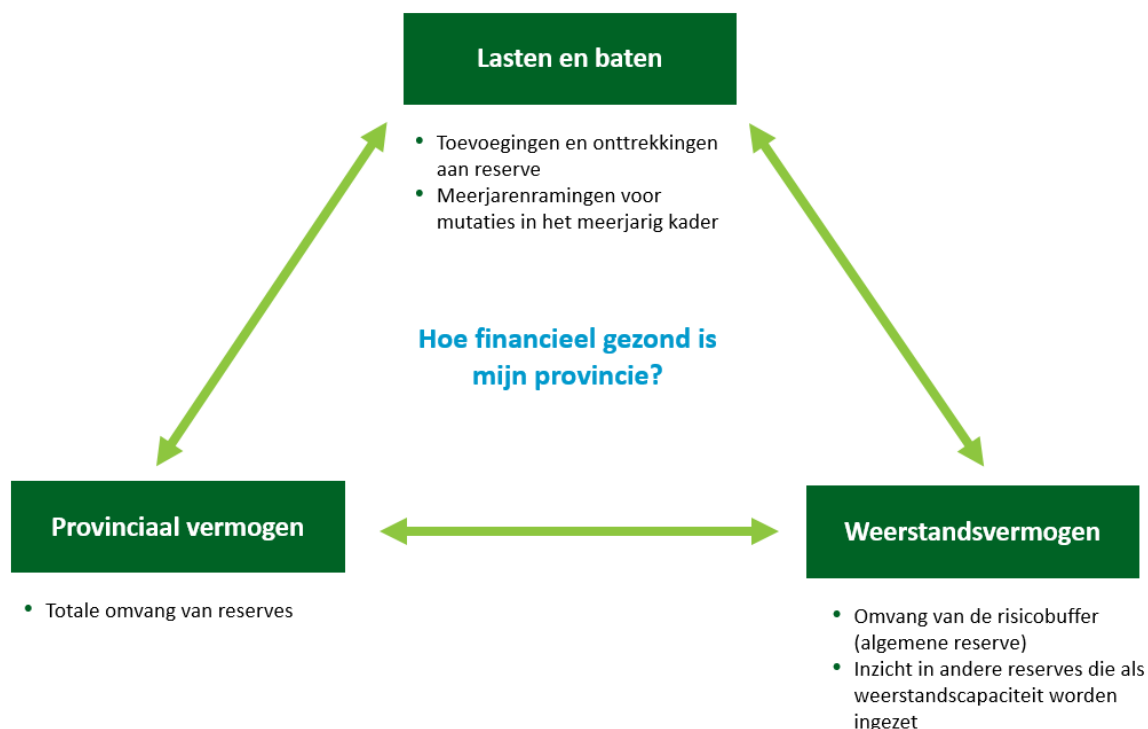 Lasten en baten
• Toevoegingen en onttrekkingen
aan reserve
• Meerjarenramingen voor
mutaties in het meerjarig kader
Hoe financieel gezond is
mijn provincie?
Provinciaal vermogen
• Totale omvang van reserves
Weerstandsvermogen
• Omvang van de risicobuffer
(algemene reserve)
• Inzicht in andere reserves die als
weerstandscapaciteit worden
ingezet